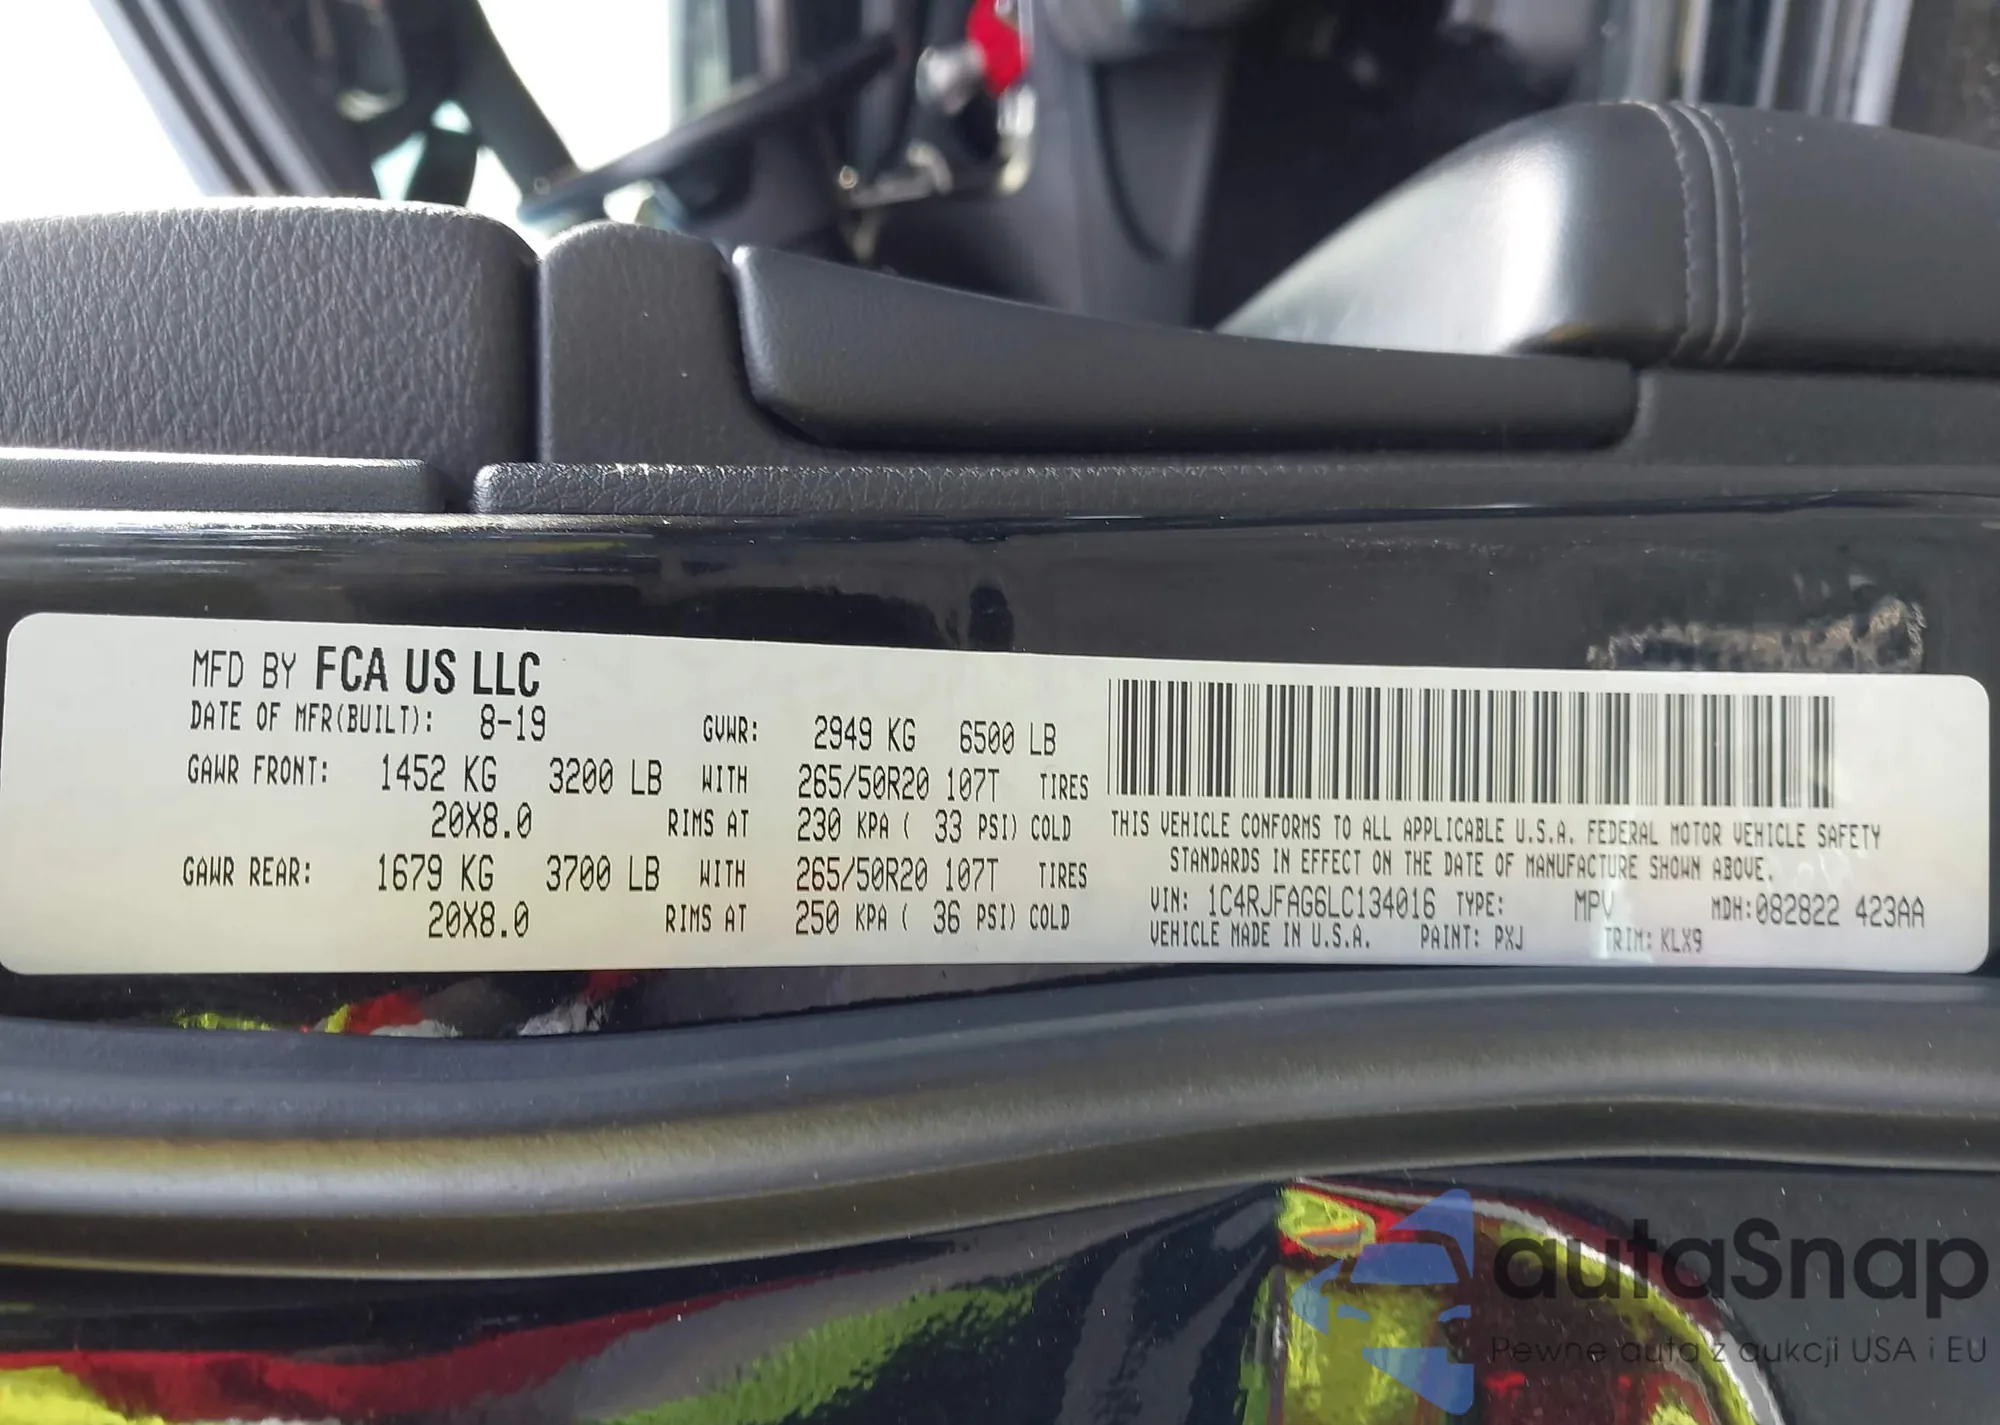 MFD BY FCA US LLC
DATE OF MFR(BUILT): 8-19 GVWR: 2949 KG 6500 LB
GAWR FRONT: 1452 KG 3200 LB WITH 265/50R20 107T TIRES
20X8.0 RIMS AT 230 KPA ( 33 PSI) COLD
GAWR REAR: 1679 KG 3700 LB WITH 265/50R20 107T TIRES
20X8.0 RIMS AT 250 KPA ( 36 PSI) COLD
THIS VEHICLE CONFORMS TO ALL APPLICABLE U.S.A. FEDERAL MOTOR VEHICLE SAFETY
STANDARDS IN EFFECT ON THE DATE OF MANUFACTURE SHOWN ABOVE.
VIN: 1C4RJFAG6LC134016 TYPE: MPV MDH:082822 423AA
VEHICLE MADE IN U.S.A. PAINT: PXJ TRIM: KLX9
autaSnap
Pewne auta z aukcji USA i EU